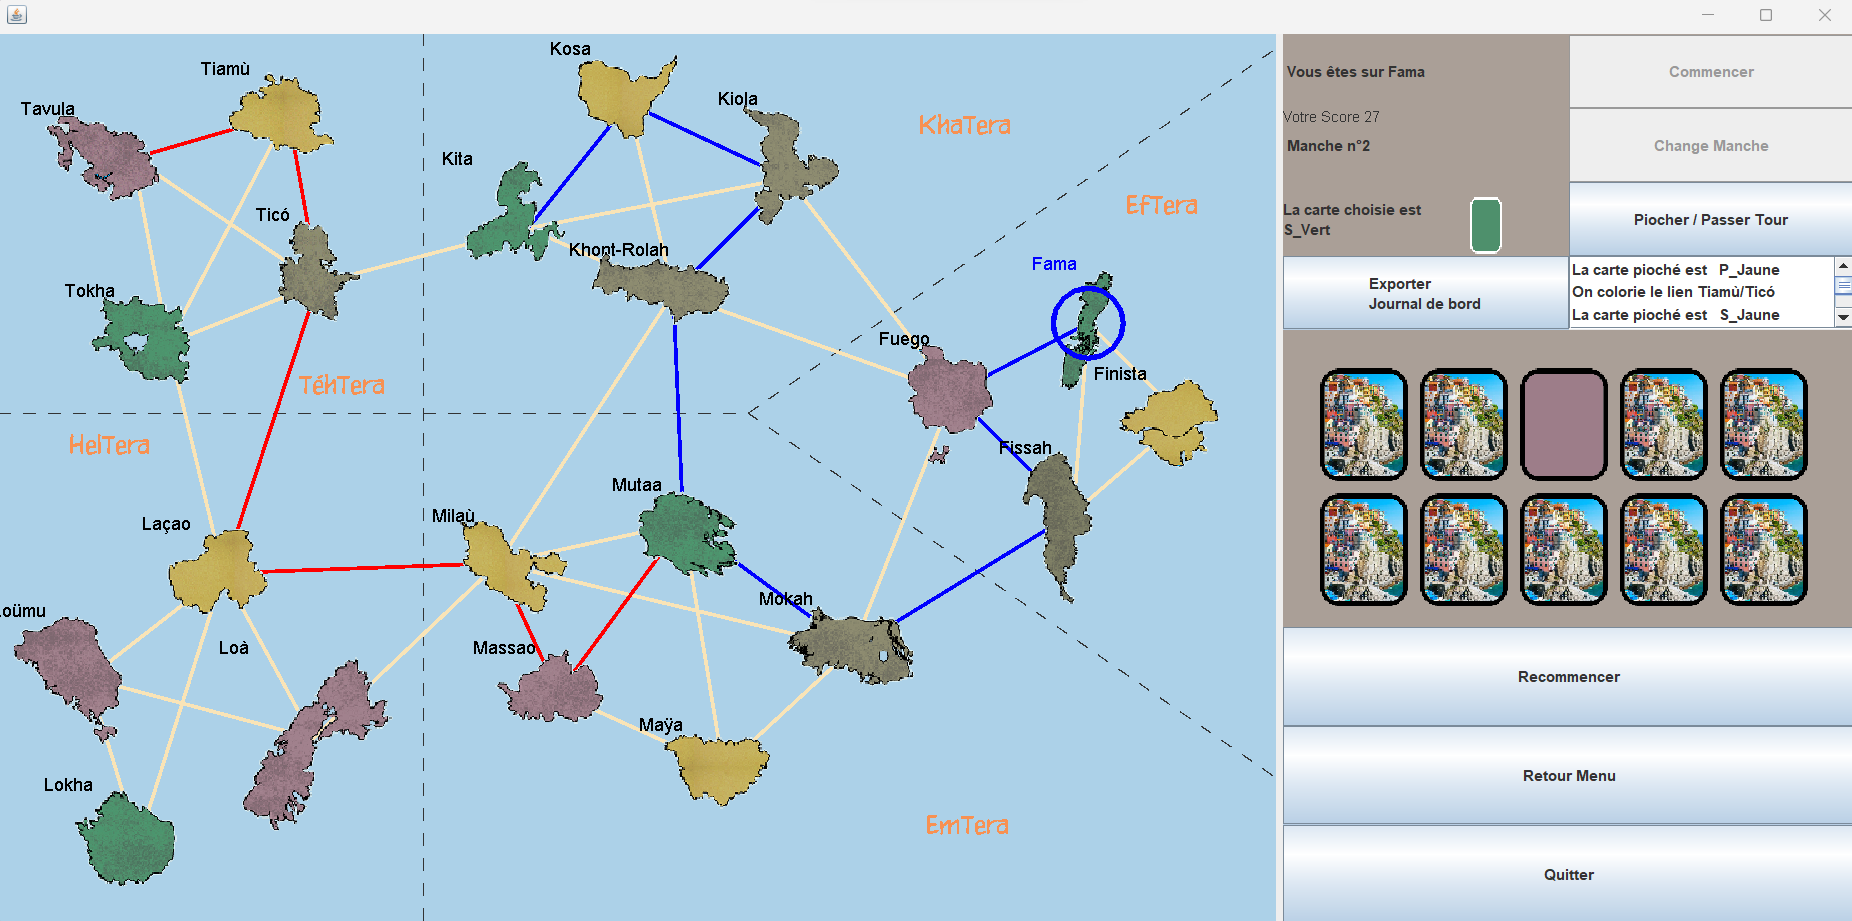 Kosa
Tiamù
Kiola
Tavula
KhaTera
Kita
EfTera
Ticó
Khont-Rolah
Fama
Tokha
Fuego
Finista
TéhTera
HelTera
Fissah
Mutaa
Milaù
Laçao
Mokah
Loümu
Loà
Massao
Maÿa
Lokha
EmTera
Vous êtes sur Fama
Commencer
Votre Score 27
Manche n°2
Change Manche
La carte choisie est
S_Vert
Piocher / Passer Tour
Exporter
Journal de bord
La carte pioché est P_Jaune
On colorie le lien Tiamù/Ticó
La carte pioché est S_Jaune
Recommencer
Retour Menu
Quitter